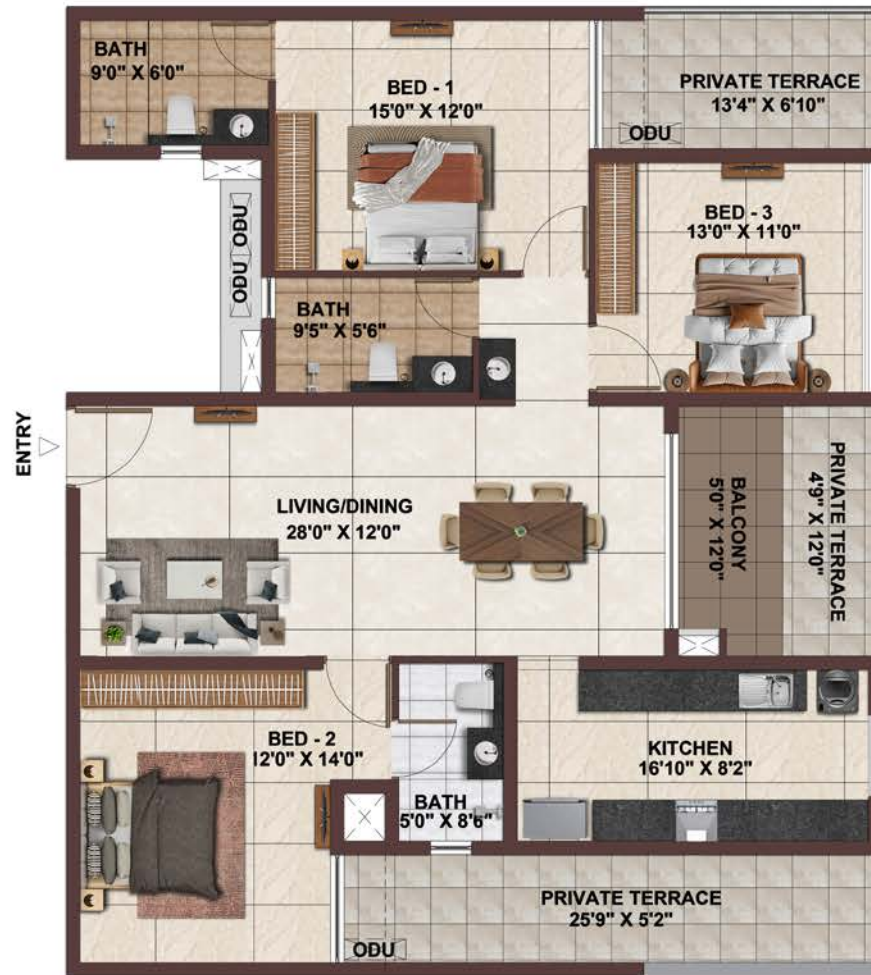 BATH
9'0" X 6'0"
BED - 1
15'0" X 12'0"
PRIVATE TERRACE
13'4" X 6'10"
ODU
BED - 3
13'0" X 11'0"
ODU ODU
BATH
9'5" X 5'6"
ENTRY
LIVING/DINING
28'0" X 12'0"
BALCONY
5'0" X 12'0"
PRIVATE TERRACE
4'9" X 12'0"
BED - 2
12'0" X 14'0"
KITCHEN
16'10" X 8'2"
BATH
5'0" X 8'6"
PRIVATE TERRACE
25'9" X 5'2"
ODU